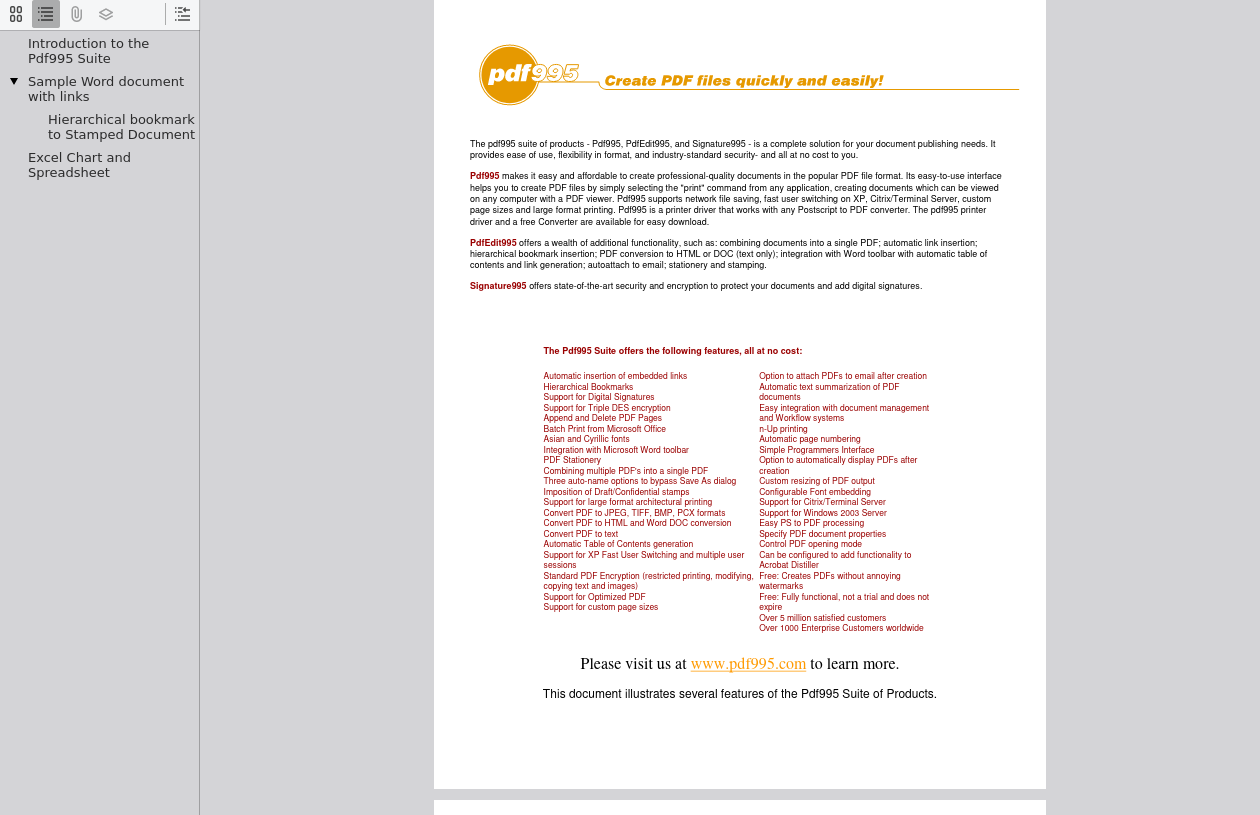 Introduction to the
Pdf995 Suite
Sample Word document
with links
Hierarchical bookmark
to Stamped Document
Excel Chart and
Spreadsheet
pdf995
Create PDF files quickly and easily!
The pdf995 suite of products - Pdf995, PdfEdit995, and Signature995 - is a complete solution for your document publishing needs. It
provides ease of use, flexibility in format, and industry-standard security- and all at no cost to you.
Pdf995 makes it easy and affordable to create professional-quality documents in the popular PDF file format. Its easy-to-use interface
helps you to create PDF files by simply selecting the "print" command from any application, creating documents which can be viewed
on any computer with a PDF viewer. Pdf995 supports network file saving, fast user switching on XP, Citrix/Terminal Server, custom
page sizes and large format printing. Pdf995 is a printer driver that works with any Postscript to PDF converter. The pdf995 printer
driver and a free Converter are available for easy download.
PdfEdit995 offers a wealth of additional functionality, such as: combining documents into a single PDF; automatic link insertion;
hierarchical bookmark insertion; PDF conversion to HTML or DOC (text only); integration with Word toolbar with automatic table of
contents and link generation; autoattach to email; stationery and stamping.
Signature995 offers state-of-the-art security and encryption to protect your documents and add digital signatures.
The Pdf995 Suite offers the following features, all at no cost:
Automatic insertion of embedded links
Hierarchical Bookmarks
Support for Digital Signatures
Support for Triple DES encryption
Append and Delete PDF Pages
Batch Print from Microsoft Office
Asian and Cyrillic fonts
Integration with Microsoft Word toolbar
PDF Stationery
Combining multiple PDF's into a single PDF
Three auto-name options to bypass Save As dialog
Imposition of Draft/Confidential stamps
Support for large format architectural printing
Convert PDF to JPEG, TIFF, BMP, PCX formats
Convert PDF to HTML and Word DOC conversion
Convert PDF to text
Automatic Table of Contents generation
Support for XP Fast User Switching and multiple user
sessions
Standard PDF Encryption (restricted printing, modifying,
copying text and images)
Support for Optimized PDF
Support for custom page sizes
Option to attach PDFs to email after creation
Automatic text summarization of PDF
documents
Easy integration with document management
and Workflow systems
n-Up printing
Automatic page numbering
Simple Programmers Interface
Option to automatically display PDFs after
creation
Custom resizing of PDF output
Configurable Font embedding
Support for Citrix/Terminal Server
Support for Windows 2003 Server
Easy PS to PDF processing
Specify PDF document properties
Control PDF opening mode
Can be configured to add functionality to
Acrobat Distiller
Free: Creates PDFs without annoying
watermarks
Free: Fully functional, not a trial and does not
expire
Over 5 million satisfied customers
Over 1000 Enterprise Customers worldwide
Please visit us at www.pdf995.com to learn more.
This document illustrates several features of the Pdf995 Suite of Products.